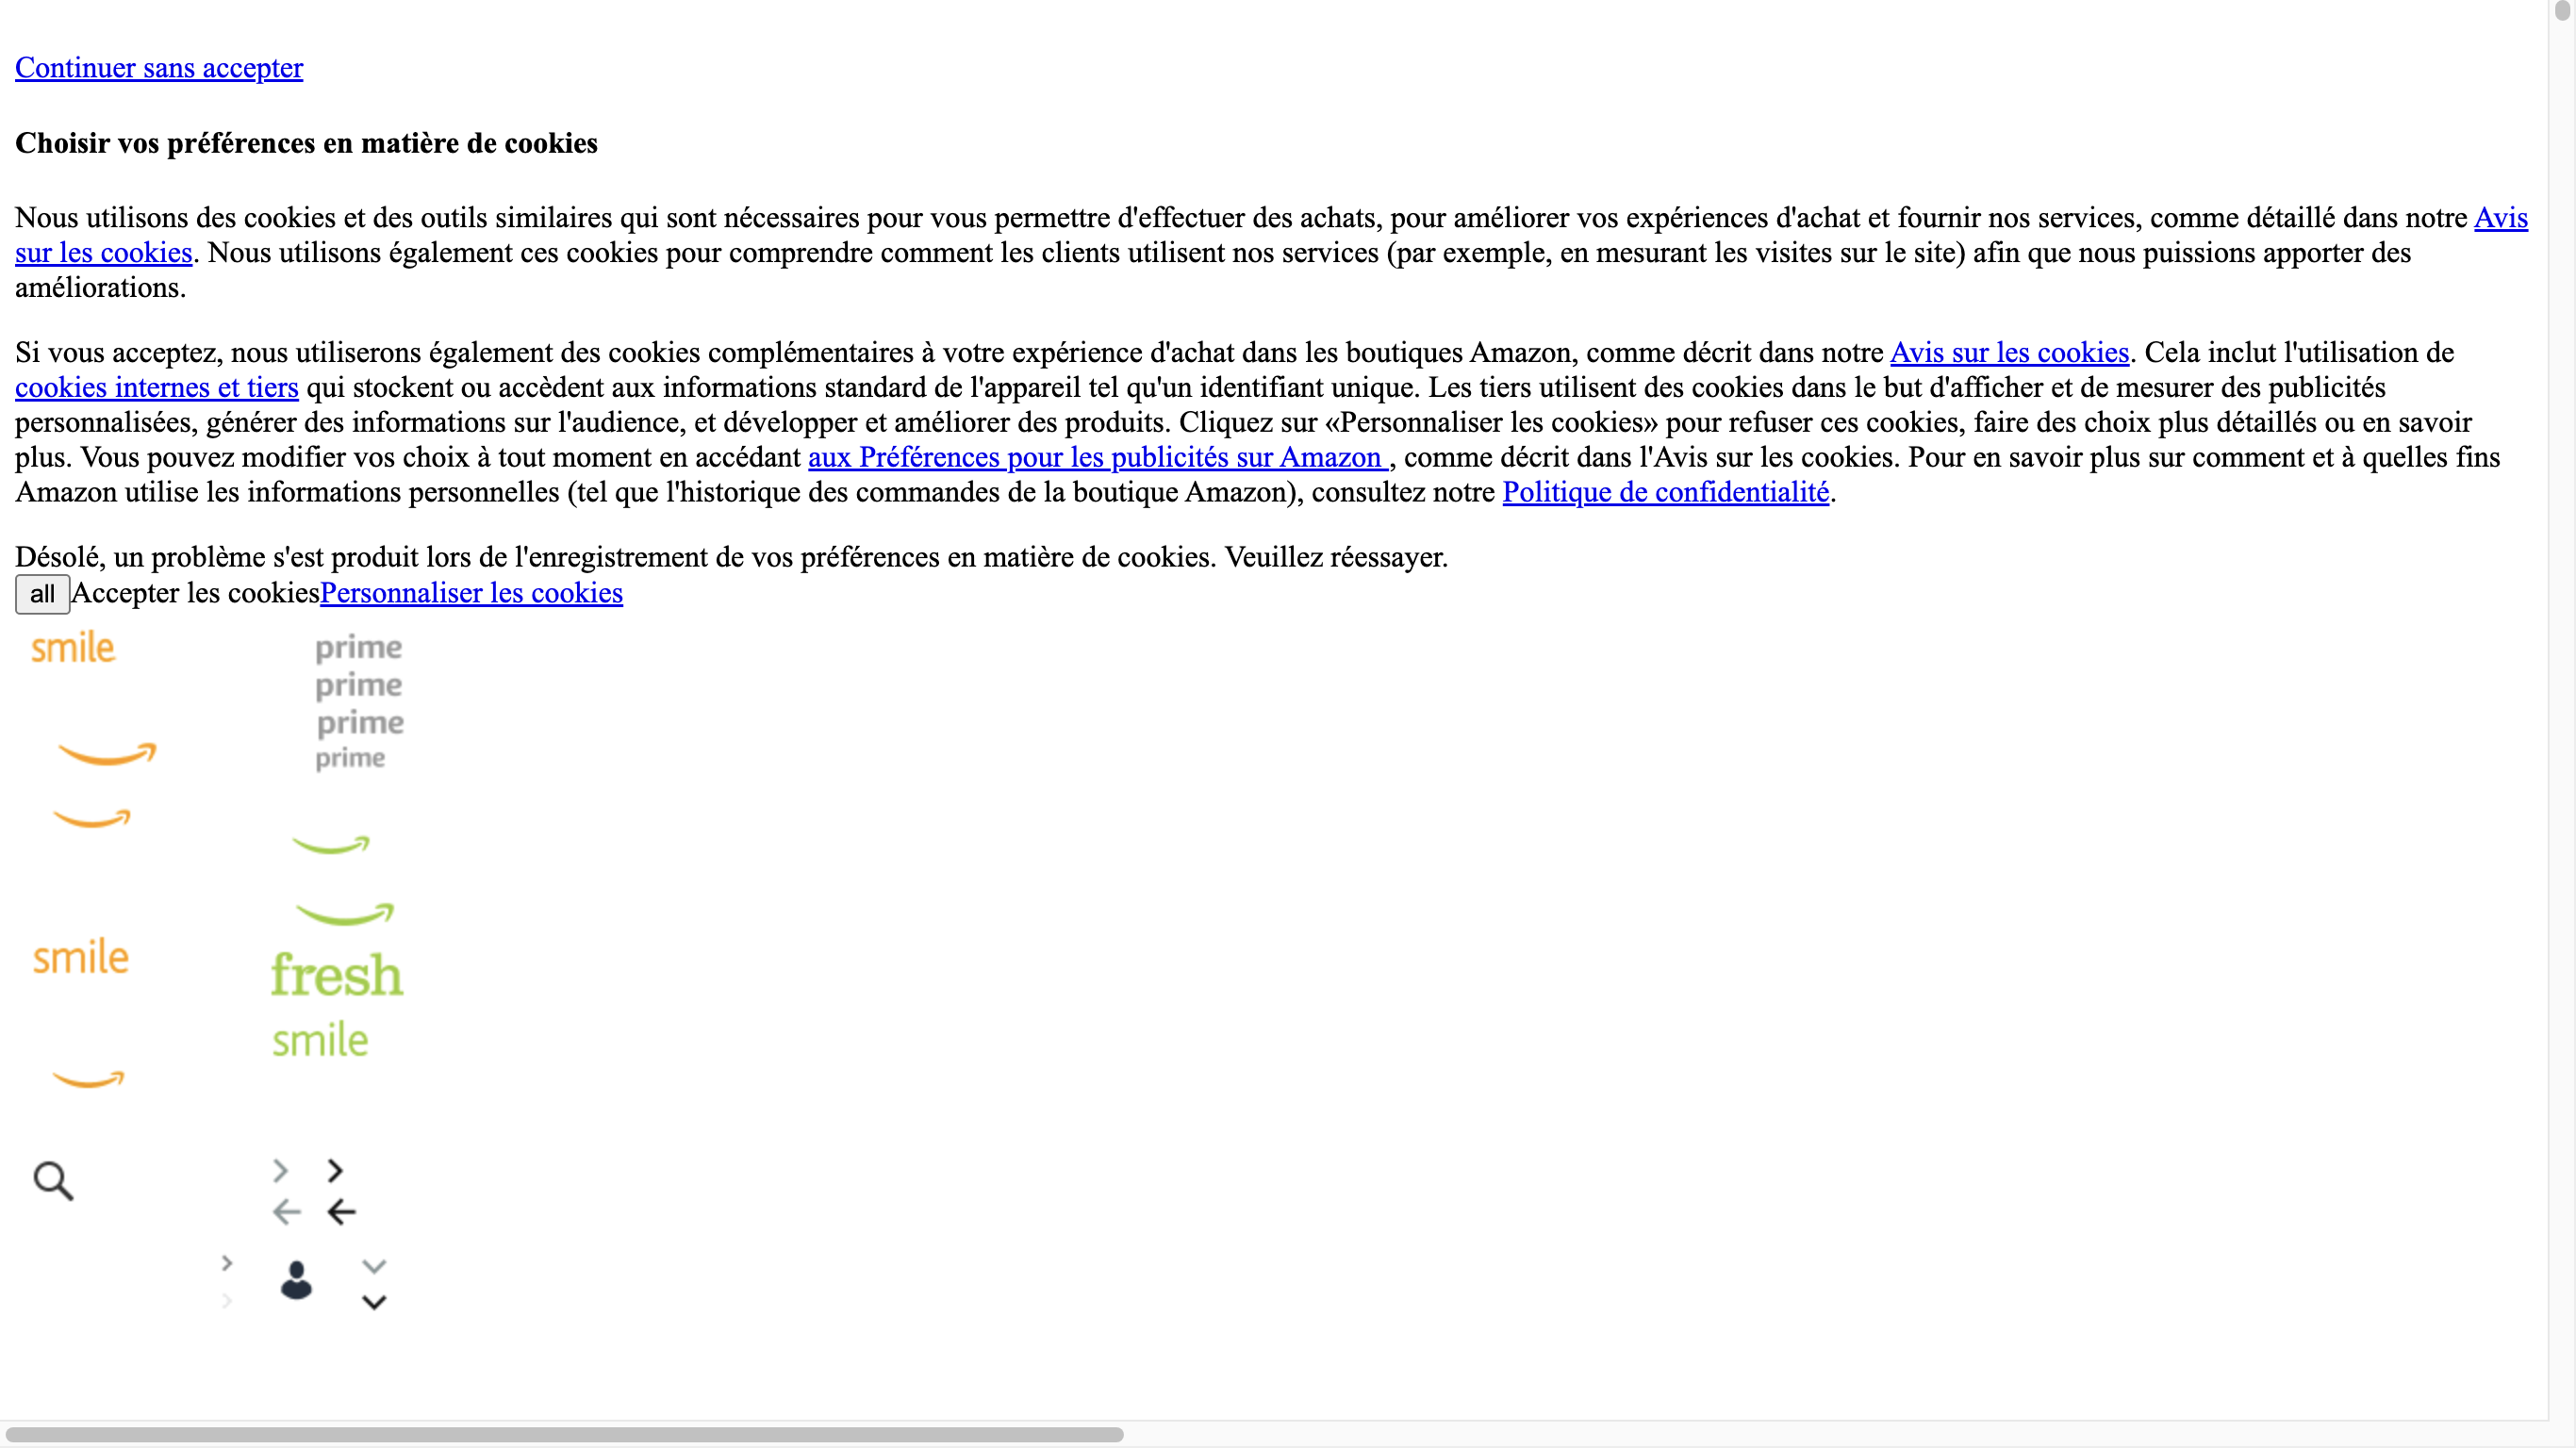 Continuer sans accepter
Choisir vos préférences en matière de cookies
Nous utilisons des cookies et des outils similaires qui sont nécessaires pour vous permettre d'effectuer des achats, pour améliorer vos expériences d'achat et fournir nos services, comme détaillé dans notre Avis
sur les cookies. Nous utilisons également ces cookies pour comprendre comment les clients utilisent nos services (par exemple, en mesurant les visites sur le site) afin que nous puissions apporter des
améliorations.
Si vous acceptez, nous utiliserons également des cookies complémentaires à votre expérience d'achat dans les boutiques Amazon, comme décrit dans notre Avis sur les cookies. Cela inclut l'utilisation de
cookies internes et tiers qui stockent ou accèdent aux informations standard de l'appareil tel qu'un identifiant unique. Les tiers utilisent des cookies dans le but d'afficher et de mesurer des publicités
personnalisées, générer des informations sur l'audience, et développer et améliorer des produits. Cliquez sur «Personnaliser les cookies» pour refuser ces cookies, faire des choix plus détaillés ou en savoir
plus. Vous pouvez modifier vos choix à tout moment en accédant aux Préférences pour les publicités sur Amazon , comme décrit dans l'Avis sur les cookies. Pour en savoir plus sur comment et à quelles fins
Amazon utilise les informations personnelles (tel que l'historique des commandes de la boutique Amazon), consultez notre Politique de confidentialité.
Désolé, un problème s'est produit lors de l'enregistrement de vos préférences en matière de cookies. Veuillez réessayer.
all Accepter les cookiesPersonnaliser les cookies
smile
prime
prime
prime
prime
smile
fresh
smile